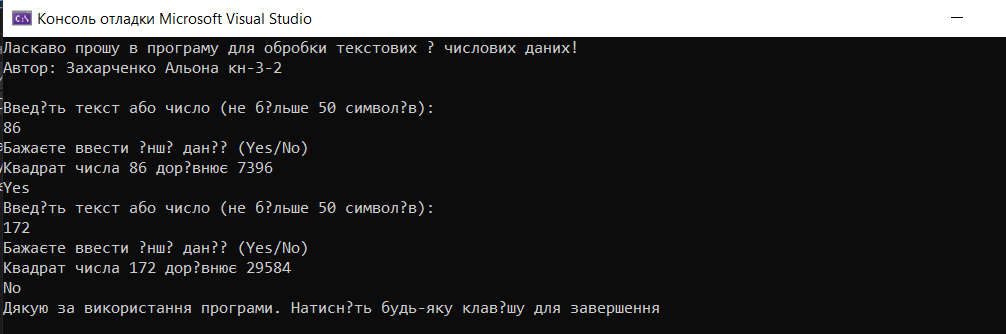 Консоль отладки Microsoft Visual Studio
Ласкаво прошу в програму для обробки текстових ? числових даних!
Автор: Захарченко Альона кн-3-2
Введ?ть текст або число (не б?льше 50 символ?в):
86
Бажаєте ввести ?нш? дан?? (Yes/No)
Квадрат числа 86 дор?внює 7396
Yes
Введ?ть текст або число (не б?льше 50 символ?в):
172
Бажаєте ввести ?нш? дан?? (Yes/No)
Квадрат числа 172 дор?внює 29584
No
Дякую за використання програми. Натисн?ть будь-яку клав?шу для завершення